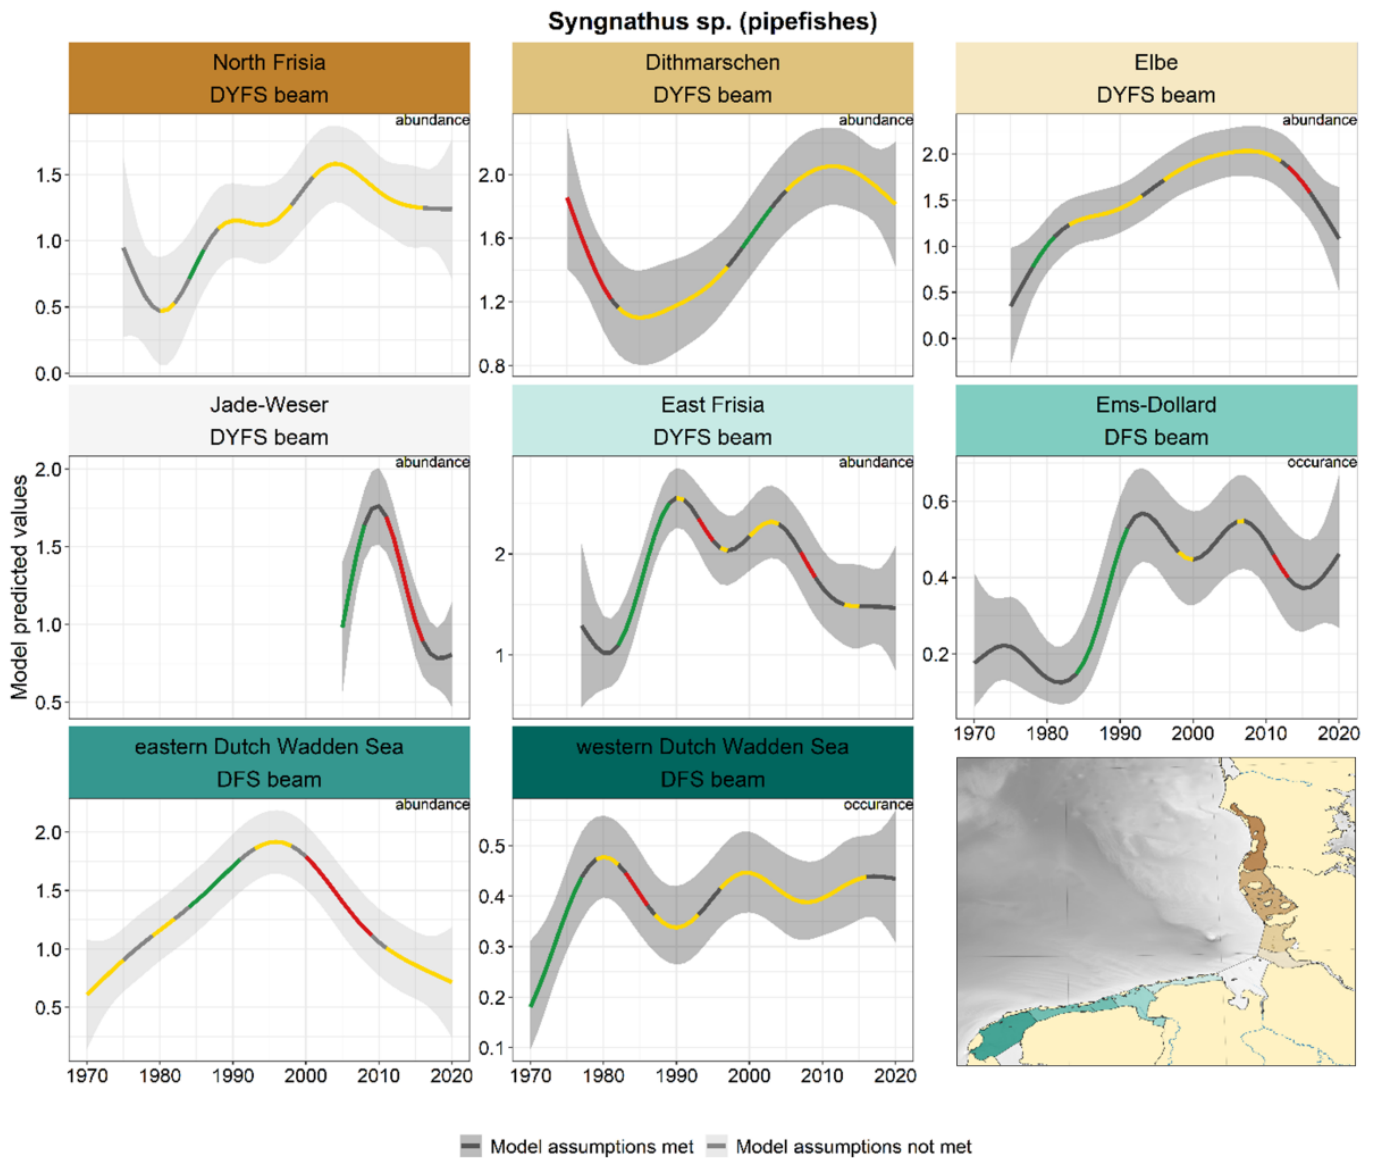 Syngnathus sp. (pipefishes)
North Frisia
DYFS beam
abundance
1.5
1.0
0.5
0.0
Dithmarschen
DYFS beam
abundance
2.0
1.6
1.2
0.8
Elbe
DYFS beam
abundance
2.0
1.5
1.0
0.5
0.0
Model predicted values
Jade-Weser
DYFS beam
abundance
2.0
1.5
1.0
0.5
East Frisia
DYFS beam
abundance
2
1
Ems-Dollard
DFS beam
occurance
0.6
0.4
0.2
1970 1980 1990 2000 2010 2020
eastern Dutch Wadden Sea
DFS beam
abundance
2.0
1.5
1.0
0.5
1970 1980 1990 2000 2010 2020
western Dutch Wadden Sea
DFS beam
occurance
0.5
0.4
0.3
0.2
0.1
1970 1980 1990 2000 2010 2020
Model assumptions met Model assumptions not met